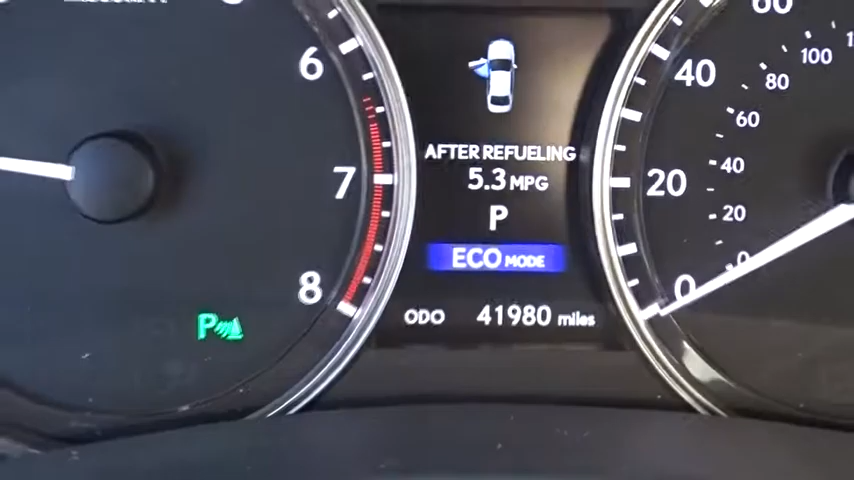 6
7
8
P
AFTER REFUELING
5.3 MPG
P
ECO MODE
ODO 41980 miles
60
40
20
0
100
80
60
40
20
0